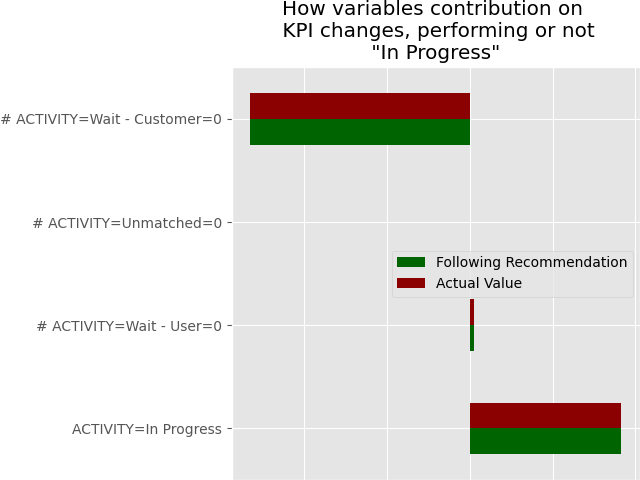 How variables contribution on
KPI changes, performing or not
"In Progress"
# ACTIVITY=Wait - Customer=0
# ACTIVITY=Unmatched=0
Following Recommendation
Actual Value
# ACTIVITY=Wait - User=0
ACTIVITY=In Progress